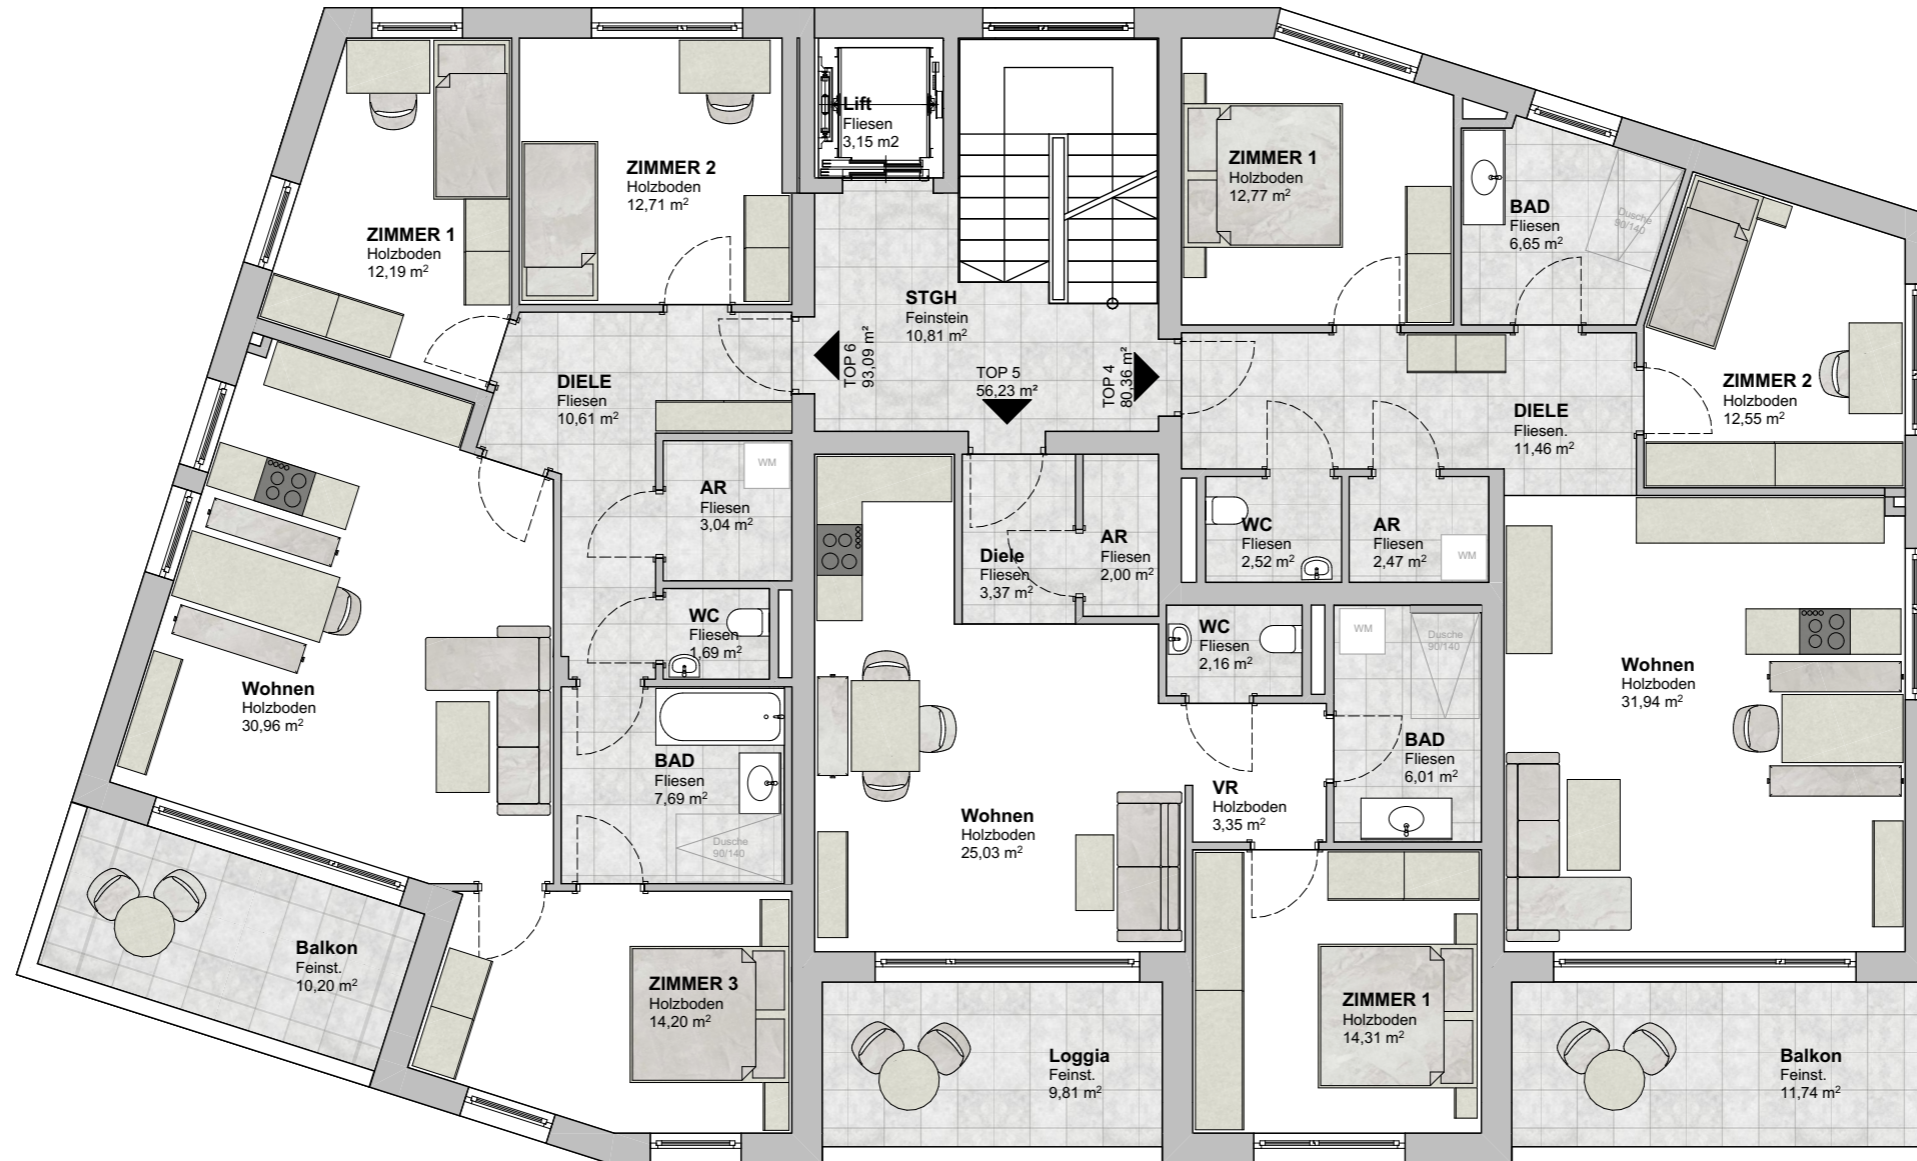 Lift
Fliesen
3,15 m2
ZIMMER 2
Holzboden
12,71 m²
ZIMMER 1
Holzboden
12,19 m²
ZIMMER 1
Holzboden
12,77 m²
BAD
Fliesen
6,65 m²
Dusche
90/140
STGH
Feinstein
10,81 m²
TOP 6
93,09 m²
TOP 5
56,23 m²
TOP 4
80,36 m²
DIELE
Fliesen
10,61 m²
ZIMMER 2
Holzboden
12,55 m²
DIELE
Fliesen.
11,46 m²
WM
AR
Fliesen
3,04 m²
Diele
Fliesen
3,37 m²
AR
Fliesen
2,00 m²
WC
Fliesen
2,52 m²
AR
Fliesen
2,47 m²
WM
WC
Fliesen
1,69 m²
WC
Fliesen
2,16 m²
WM
Dusche
90/140
Wohnen
Holzboden
30,96 m²
Wohnen
Holzboden
31,94 m²
BAD
Fliesen
7,69 m²
Dusche
90/140
BAD
Fliesen
6,01 m²
VR
Holzboden
3,35 m²
Wohnen
Holzboden
25,03 m²
Balkon
Feinst.
10,20 m²
ZIMMER 3
Holzboden
14,20 m²
ZIMMER 1
Holzboden
14,31 m²
Loggia
Feinst.
9,81 m²
Balkon
Feinst.
11,74 m²